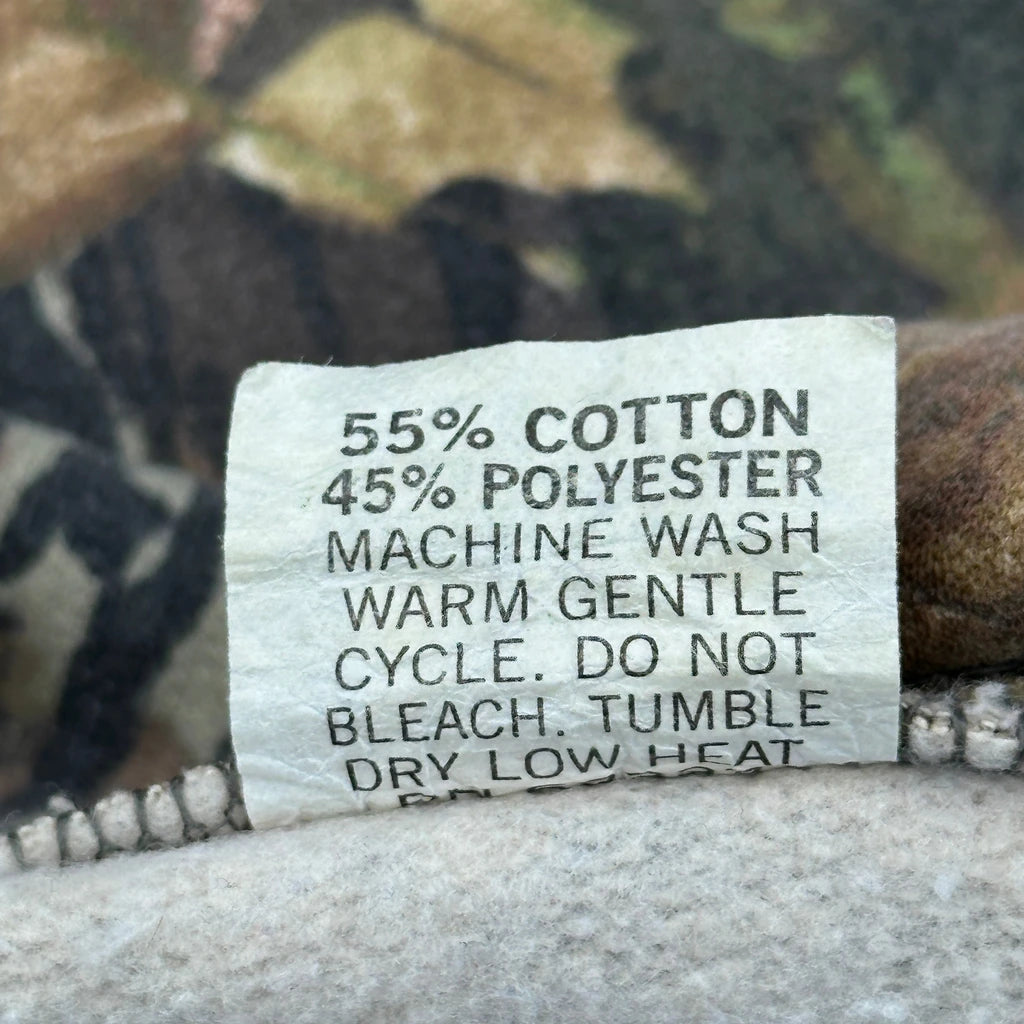 55% COTTON
45% POLYESTER
MACHINE WASH
WARM GENTLE
CYCLE. DO NOT
BLEACH. TUMBLE
DRY LOW HEAT